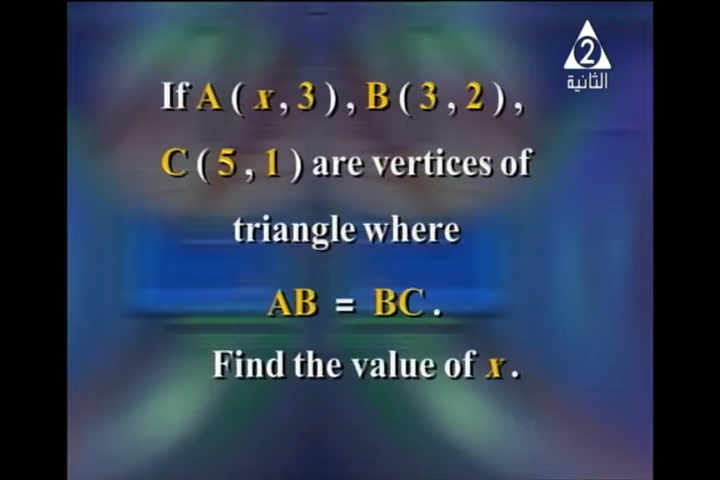 2
الثانية
If A ( x , 3 ) , B ( 3 , 2 ) ,
C ( 5 , 1 ) are vertices of
triangle where
AB = BC .
Find the value of x .